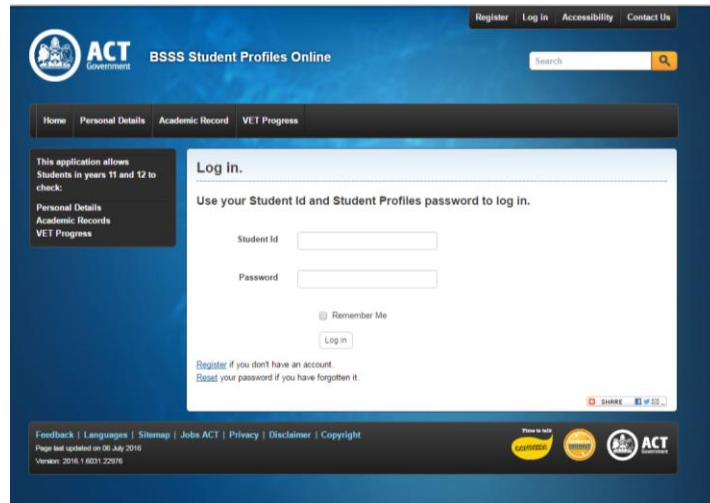 Register Log in Accessibility Contact Us
ACT
Government
BSSS Student Profiles Online
Search
Home Personal Details Academic Record VET Progress
This application allows
Students in years 11 and 12 to
check:
Personal Details
Academic Records
VET Progress
Log in.
Use your Student Id and Student Profiles password to log in.
Student Id
Password
Remember Me
Log in
Register if you don't have an account.
Reset your password if you have forgotten it.
SHARE
Feedback | Languages | Sitemap | Jobs ACT | Privacy | Disclaimer | Copyright
Page last updated on 06 July 2016
Version: 2016.1.6031.22976
Time to talk
ACT
Government